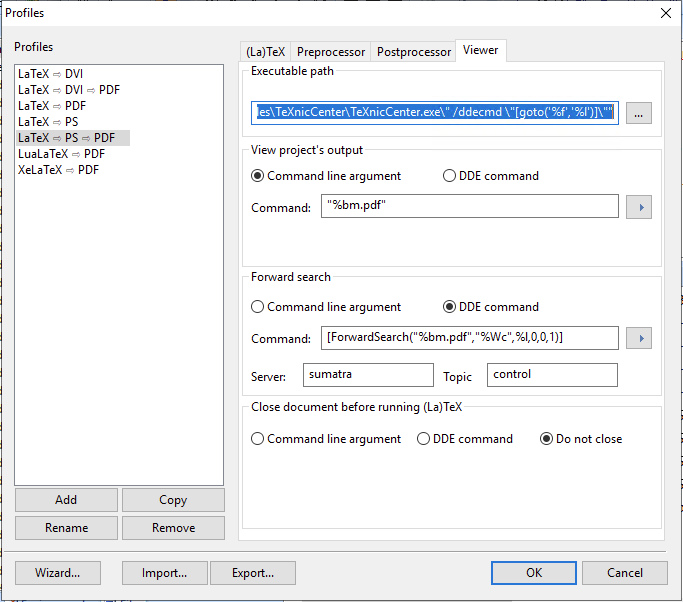 Profiles
Profiles
LaTeX ⇨ DVI
LaTeX ⇨ DVI ⇨ PDF
LaTeX ⇨ PDF
LaTeX ⇨ PS
LaTeX ⇨ PS ⇨ PDF
LuaLaTeX ⇨ PDF
XeLaTeX ⇨ PDF
Add
Copy
Rename
Remove
(La)TeX
Preprocessor
Postprocessor
Viewer
Executable path
les\TeXnicCenter\TeXnicCenter.exe\" /ddecmd \"[goto('%f','%l')]\""
...
View project's output
Command line argument
DDE command
Command:
"%bm.pdf"
Forward search
Command line argument
DDE command
Command:
[ForwardSearch("%bm.pdf","%Wc",%l,0,0,1)]
Server:
sumatra
Topic
control
Close document before running (La)TeX
Command line argument
DDE command
Do not close
Wizard...
Import...
Export...
OK
Cancel